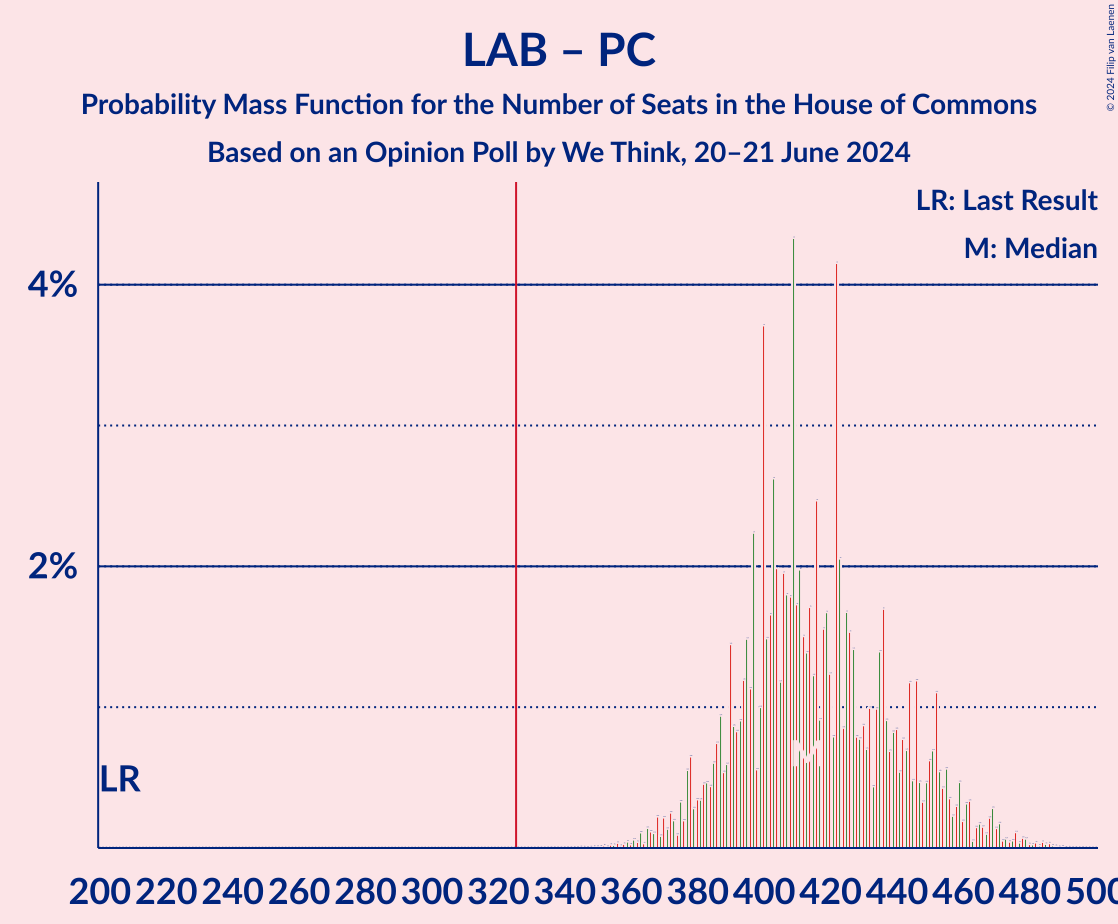 LAB – PC
Probability Mass Function for the Number of Seats in the House of Commons
Based on an Opinion Poll by We Think, 20–21 June 2024
© 2024 Filip van Laenen
LR: Last Result
M: Median
4%
2%
LR
M
200 220 240 260 280 300 320 340 360 380 400 420 440 460 480 500